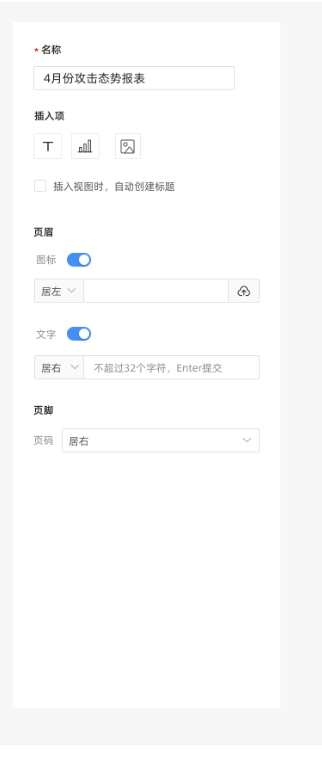 * 名称
4月份攻击态势报表
插入项
T
插入视图时，自动创建标题
页眉
图标
居左
文字
居右 不超过32个字符，Enter提交
页脚
页码 居右